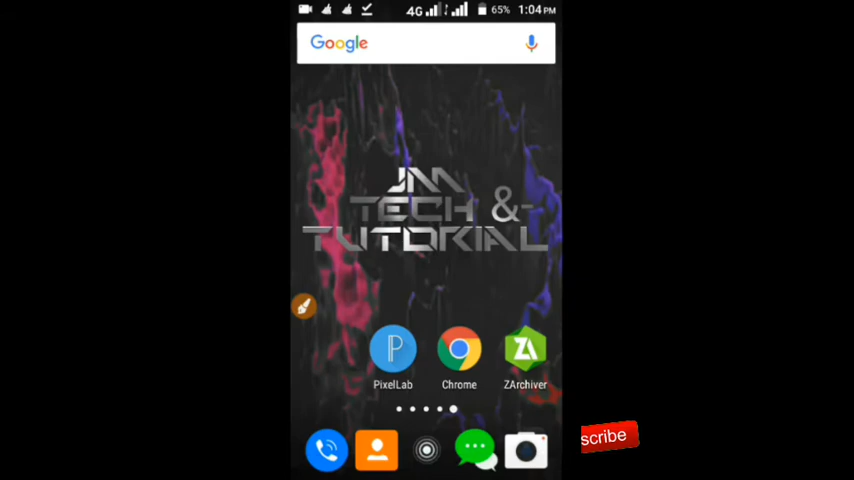 4G 65% 1:04 PM
Google
JM
TECH &-
TUTORIAL
PixelLab Chrome ZArchiver
scribe